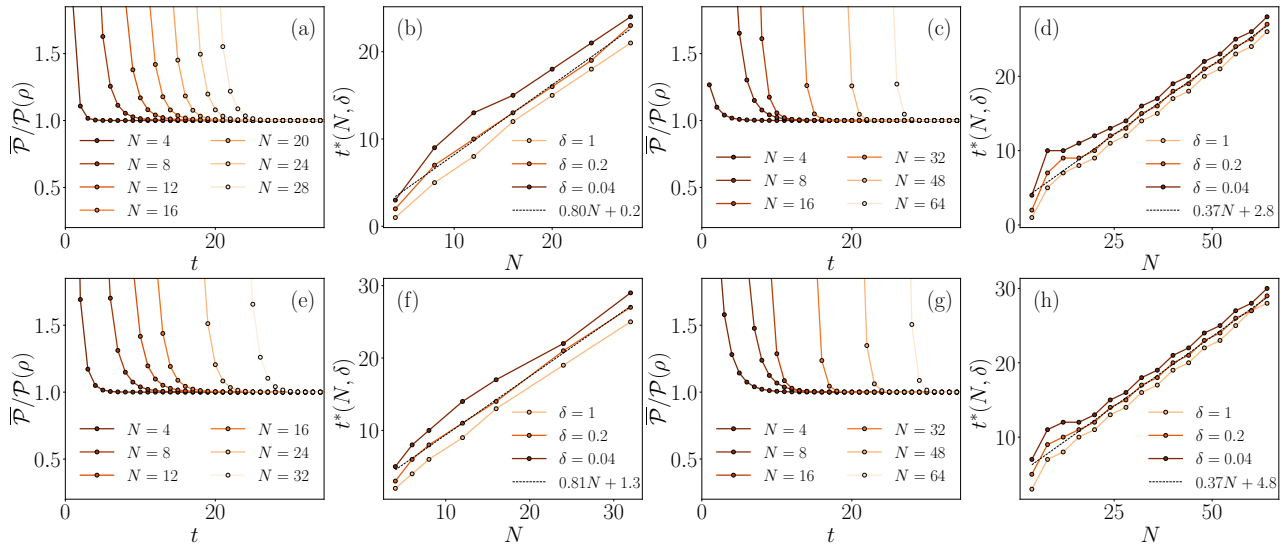 (a)
1.5
1.0
0.5
P̅/P(ρ)
N = 4
N = 8
N = 12
N = 16
N = 20
N = 24
N = 28
0 20
t
(b)
20
10
0
t*(N, δ)
δ = 1
δ = 0.2
δ = 0.04
0.80N + 0.2
10 20
N
(c)
1.5
1.0
0.5
P̅/P(ρ)
N = 4
N = 8
N = 16
N = 32
N = 48
N = 64
0 20
t
(d)
20
10
0
t*(N, δ)
δ = 1
δ = 0.2
δ = 0.04
0.37N + 2.8
25 50
N
(e)
1.5
1.0
0.5
P̅/P(ρ)
N = 4
N = 8
N = 12
N = 16
N = 24
N = 32
0 20
t
(f)
30
20
10
t*(N, δ)
δ = 1
δ = 0.2
δ = 0.04
0.81N + 1.3
10 20 30
N
(g)
1.5
1.0
0.5
P̅/P(ρ)
N = 4
N = 8
N = 16
N = 32
N = 48
N = 64
0 20
t
(h)
30
20
10
t*(N, δ)
δ = 1
δ = 0.2
δ = 0.04
0.37N + 4.8
25 50
N